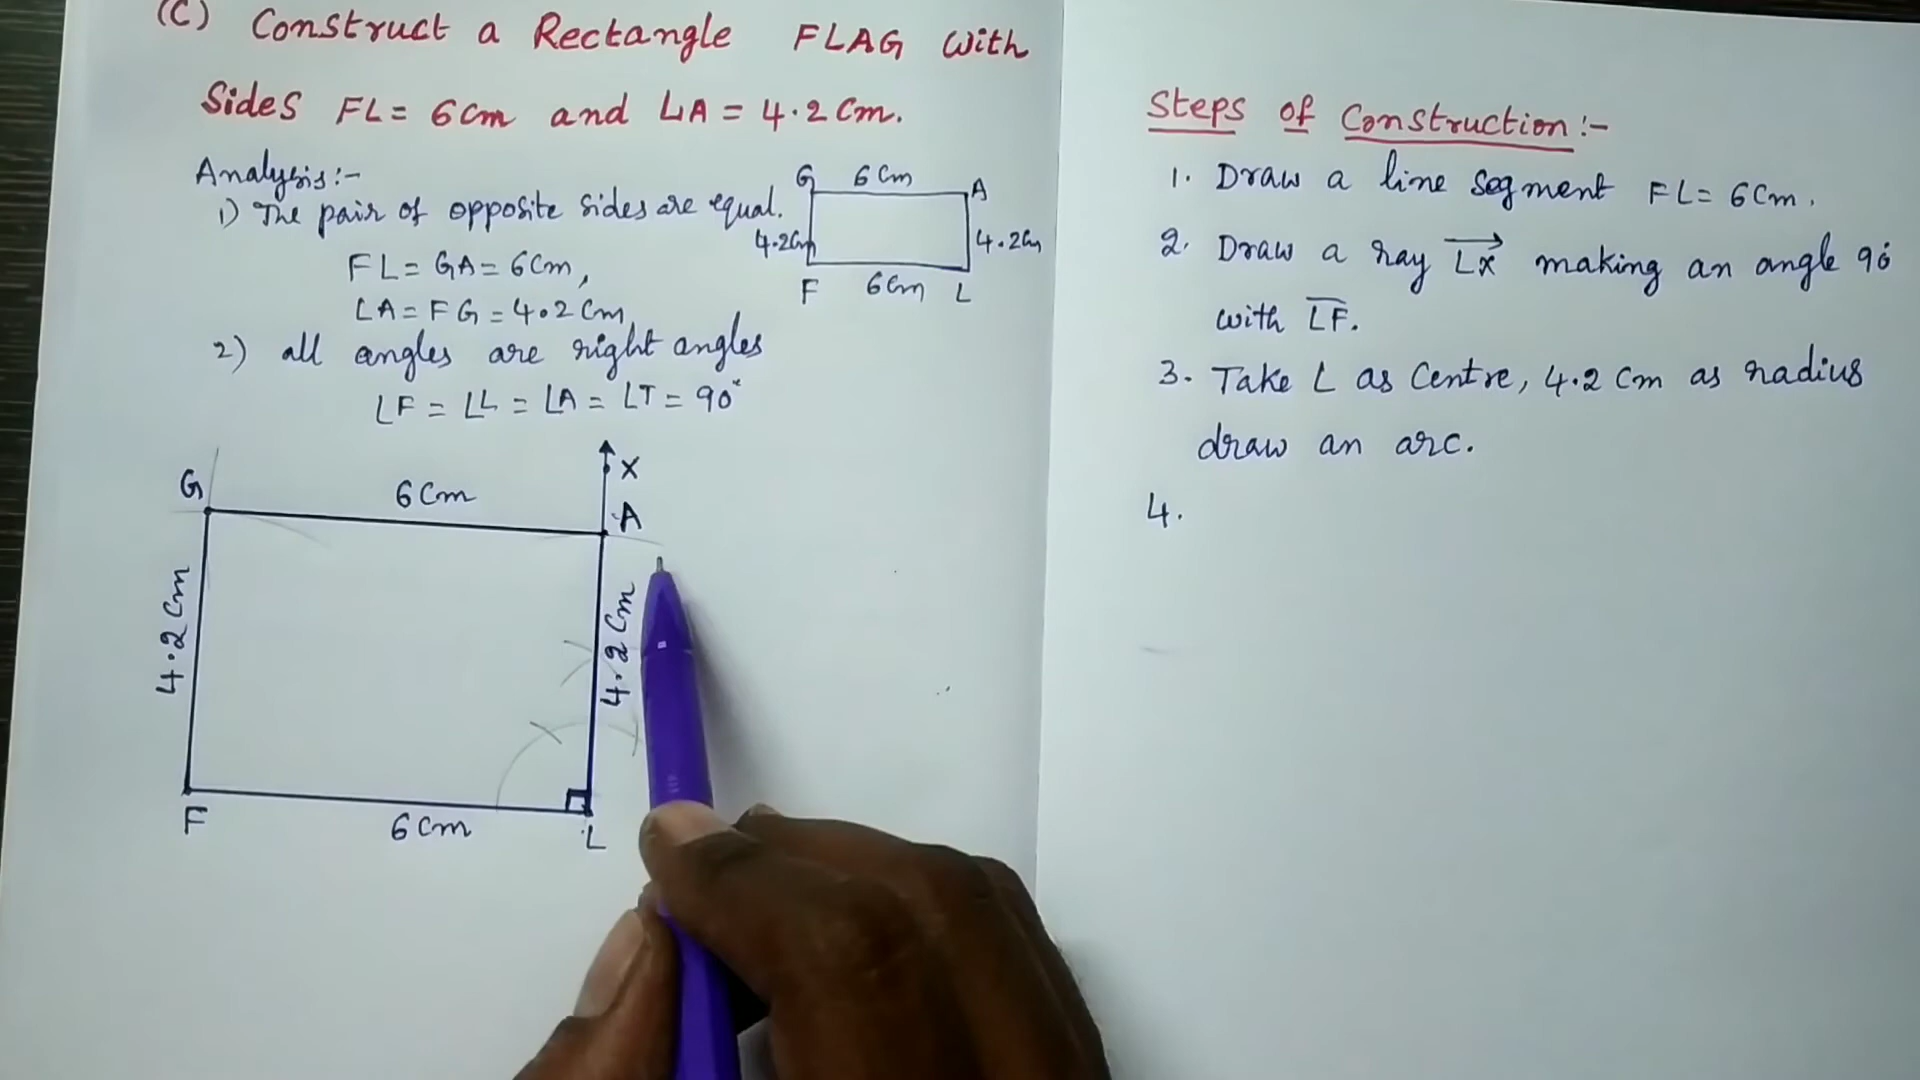 (C) Construct a Rectangle FLAG with
Sides FL = 6cm and LA = 4.2 Cm.
Analysis:-
1) The pair of opposite sides are equal.
FL = GA = 6Cm,
LA = FG = 4.2 Cm,
2) all angles are right angles
∠F = ∠L = ∠A = ∠T = 90°
G 6 Cm A
4.2Cm 4.2Cm
F 6Cm L
X
G 6 Cm A
4.2 Cm 4.2 Cm
F 6 Cm L
Steps of Construction :-
1. Draw a line segment FL = 6Cm.
2. Draw a ray LX making an angle 90°
with LF.
3. Take L as Centre, 4.2 Cm as radius
draw an arc.
4.